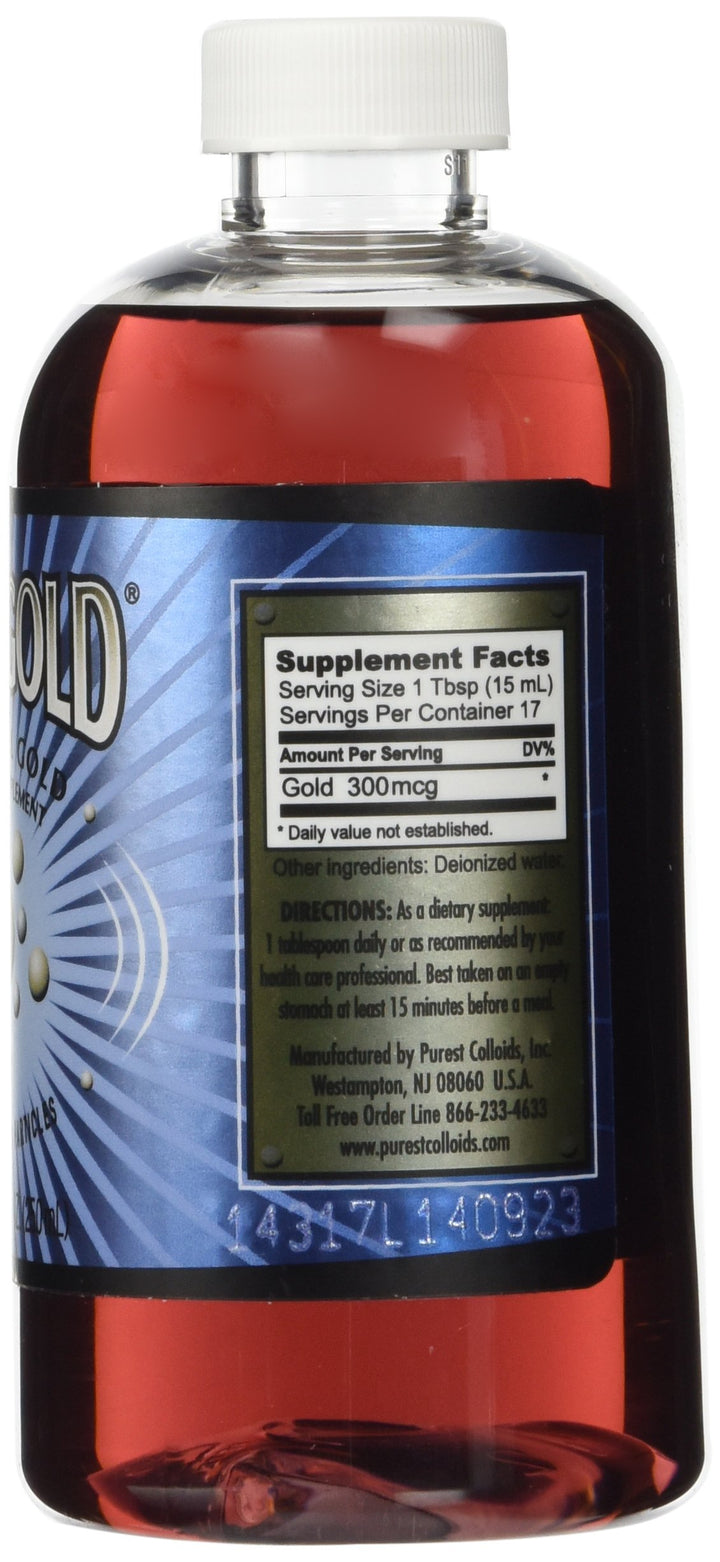 GOLD®
GØLD
Supplement Facts
Serving Size 1 Tbsp (15 mL)
Servings Per Container 17
Amount Per Serving DV%
Gold 300mcg *
* Daily value not established.
Other ingredients: Deionized water.
DIRECTIONS: As a dietary supplement:
1 tablespoon daily or as recommended by your
health care professional. Best taken on an empty
stomach at least 15 minutes before a meal.
Manufactured by Purest Colloids, Inc.
Westampton, NJ 08060 U.S.A.
Toll Free Order Line 866-233-4633
www.purestcolloids.com
14317L140923